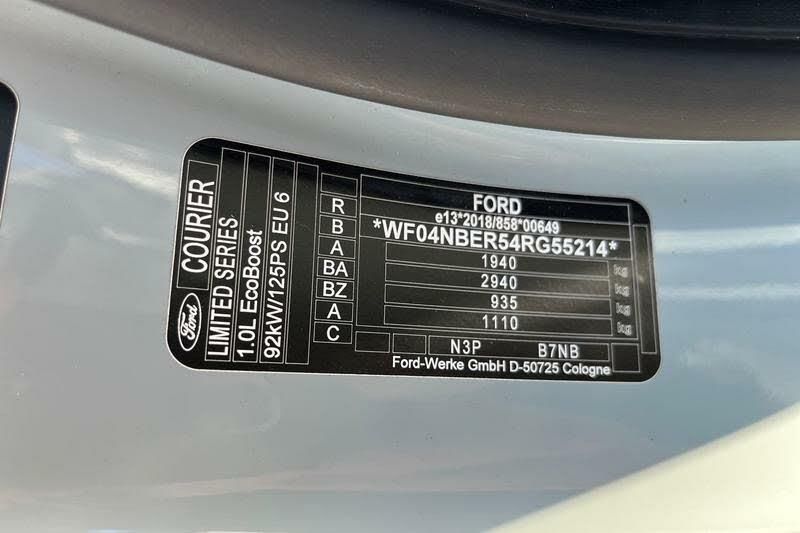 Ford
COURIER
LIMITED SERIES
1.0L EcoBoost
92kW/125PS EU 6
R
B
A
BA
BZ
A
C
FORD
e13*2018/858*00649
*WF04NBER54RG55214*
1940 kg
2940 kg
935 kg
1110 kg
N3P B7NB
Ford-Werke GmbH D-50725 Cologne